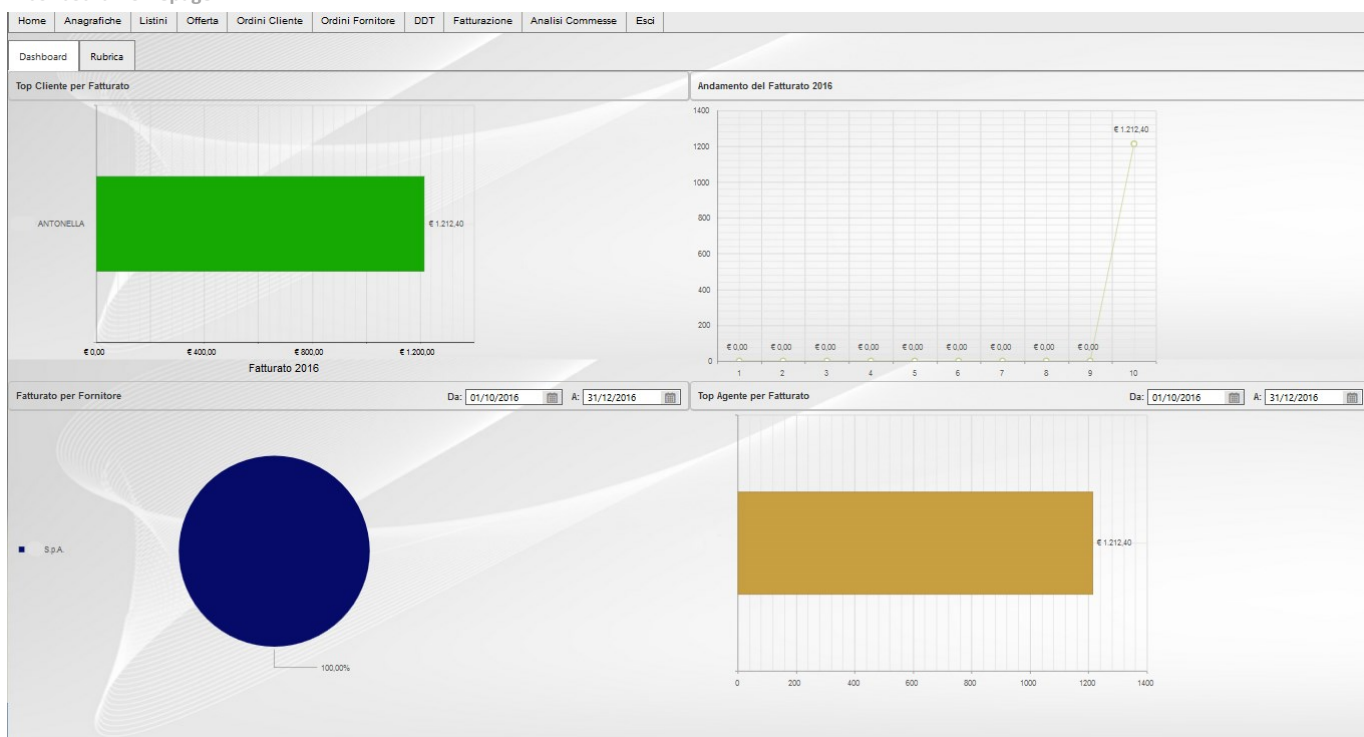 Home Anagrafiche Listini Offerta Ordini Cliente Ordini Fornitore DDT Fatturazione Analisi Commesse Esci
Dashboard Rubrica
Top Cliente per Fatturato
ANTONELLA
€ 1.212,40
€ 0,00 € 400,00 € 800,00 € 1.200,00
Fatturato 2016
Andamento del Fatturato 2016
1400
1200
1000
800
600
400
200
0
€ 1.212,40
€ 0,00 € 0,00 € 0,00 € 0,00 € 0,00 € 0,00 € 0,00 € 0,00 € 0,00
1 2 3 4 5 6 7 8 9 10
Fatturato per Fornitore Da: 01/10/2016 A: 31/12/2016
S.p.A.
100,00%
Top Agente per Fatturato Da: 01/10/2016 A: 31/12/2016
€ 1.212,40
0 200 400 600 800 1000 1200 1400